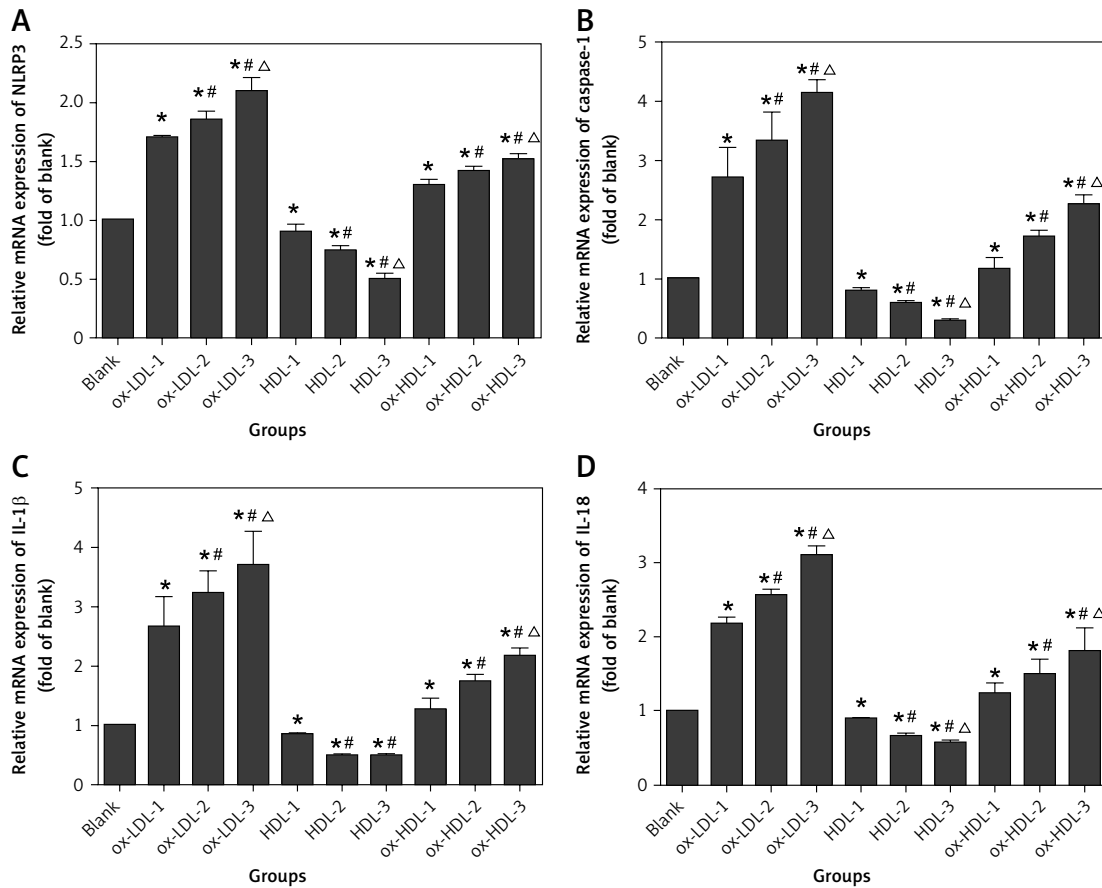 A
Relative mRNA expression of NLRP3
(fold of blank)
2.5
2.0
1.5
1.0
0.5
0
*
*#
*# △
*
*#
*# △
*
*#
*# △
Blank
ox-LDL-1
ox-LDL-2
ox-LDL-3
HDL-1
HDL-2
HDL-3
ox-HDL-1
ox-HDL-2
ox-HDL-3
Groups
B
Relative mRNA expression of caspase-1
(fold of blank)
5
4
3
2
1
0
*
*#
*# △
*
*#
*# △
*
*#
*# △
Blank
ox-LDL-1
ox-LDL-2
ox-LDL-3
HDL-1
HDL-2
HDL-3
ox-HDL-1
ox-HDL-2
ox-HDL-3
Groups
C
Relative mRNA expression of IL-1β
(fold of blank)
5
4
3
2
1
0
*
*#
*# △
*
*#
*#
*
*#
*# △
Blank
ox-LDL-1
ox-LDL-2
ox-LDL-3
HDL-1
HDL-2
HDL-3
ox-HDL-1
ox-HDL-2
ox-HDL-3
Groups
D
Relative mRNA expression of IL-18
(fold of blank)
4
3
2
1
0
*
*#
*# △
*
*#
*# △
*
*#
*# △
Blank
ox-LDL-1
ox-LDL-2
ox-LDL-3
HDL-1
HDL-2
HDL-3
ox-HDL-1
ox-HDL-2
ox-HDL-3
Groups